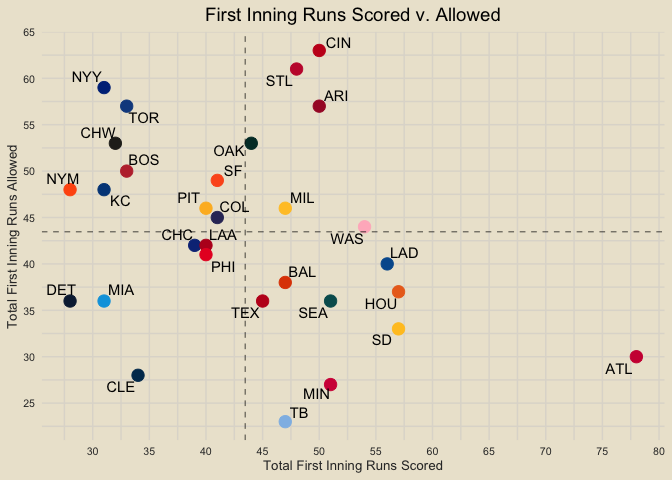 First Inning Runs Scored v. Allowed
Total First Inning Runs Allowed
65
60
55
50
45
40
35
30
25
CIN
STL
NYY
ARI
TOR
CHW
OAK
BOS
SF
NYM
KC
PIT
COL
MIL
WAS
CHC
LAA
PHI
LAD
BAL
DET
MIA
TEX
SEA
HOU
SD
ATL
CLE
MIN
TB
30
35
40
45
50
55
60
65
70
75
80
Total First Inning Runs Scored